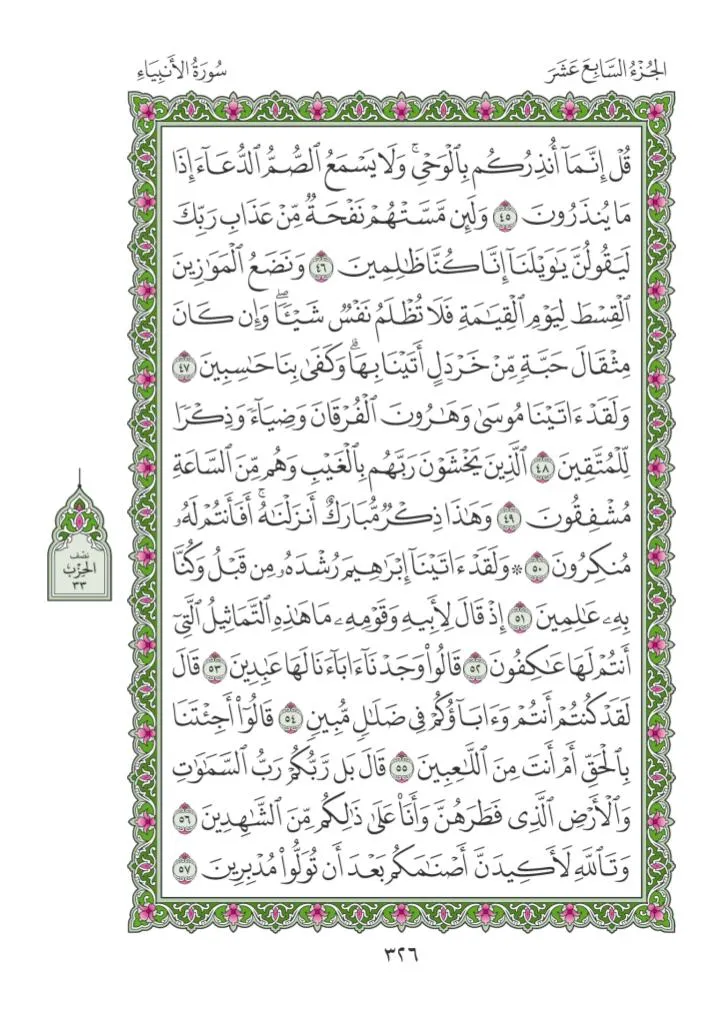 الجُزْءُ السَّابِعَ عَشَرَ
سُورَةُ الأَنبِيَاءِ
قُلْ إِنَّمَآ أُنذِرُكُم بِٱلْوَحْىِۚ وَلَا يَسْمَعُ ٱلصُّمُّ ٱلدُّعَآءَ إِذَا
مَا يُنذَرُونَ ٤٥ وَلَئِن مَّسَّتْهُمْ نَفْحَةٌ مِّنْ عَذَابِ رَبِّكَ
لَيَقُولُنَّ يَٰوَيْلَنَآ إِنَّا كُنَّا ظَٰلِمِينَ ٤٦ وَنَضَعُ ٱلْمَوَٰزِينَ
ٱلْقِسْطَ لِيَوْمِ ٱلْقِيَٰمَةِ فَلَا تُظْلَمُ نَفْسٌ شَيْـًٔاۖ وَإِن كَانَ
مِثْقَالَ حَبَّةٍ مِّنْ خَرْدَلٍ أَتَيْنَا بِهَاۗ وَكَفَىٰ بِنَا حَٰسِبِينَ ٤٧
وَلَقَدْ ءَاتَيْنَا مُوسَىٰ وَهَٰرُونَ ٱلْفُرْقَانَ وَضِيَآءً وَذِكْرًا
لِّلْمُتَّقِينَ ٤٨ ٱلَّذِينَ يَخْشَوْنَ رَبَّهُم بِٱلْغَيْبِ وَهُم مِّنَ ٱلسَّاعَةِ
مُشْفِقُونَ ٤٩ وَهَٰذَا ذِكْرٌ مُّبَارَكٌ أَنزَلْنَٰهُۚ أَفَأَنتُمْ لَهُۥ
مُنكِرُونَ ٥٠ ۞ وَلَقَدْ ءَاتَيْنَآ إِبْرَٰهِيمَ رُشْدَهُۥ مِن قَبْلُ وَكُنَّا
بِهِۦ عَٰلِمِينَ ٥١ إِذْ قَالَ لِأَبِيهِ وَقَوْمِهِۦ مَا هَٰذِهِ ٱلتَّمَاثِيلُ ٱلَّتِىٓ
أَنتُمْ لَهَا عَٰكِفُونَ ٥٢ قَالُوا۟ وَجَدْنَآ ءَابَآءَنَا لَهَا عَٰبِدِينَ ٥٣ قَالَ
لَقَدْ كُنتُمْ أَنتُمْ وَءَابَآؤُكُمْ فِى ضَلَٰلٍ مُّبِينٍ ٥٤ قَالُوٓا۟ أَجِئْتَنَا
بِٱلْحَقِّ أَمْ أَنتَ مِنَ ٱللَّٰعِبِينَ ٥٥ قَالَ بَل رَّبُّكُمْ رَبُّ ٱلسَّمَٰوَٰتِ
وَٱلْأَرْضِ ٱلَّذِى فَطَرَهُنَّ وَأَنَا۠ عَلَىٰ ذَٰلِكُم مِّنَ ٱلشَّٰهِدِينَ ٥٦
وَتَٱللَّهِ لَأَكِيدَنَّ أَصْنَٰمَكُم بَعْدَ أَن تُوَلُّوا۟ مُدْبِرِينَ ٥٧
نصف
الحِزْب
٣٣
٣٢٦